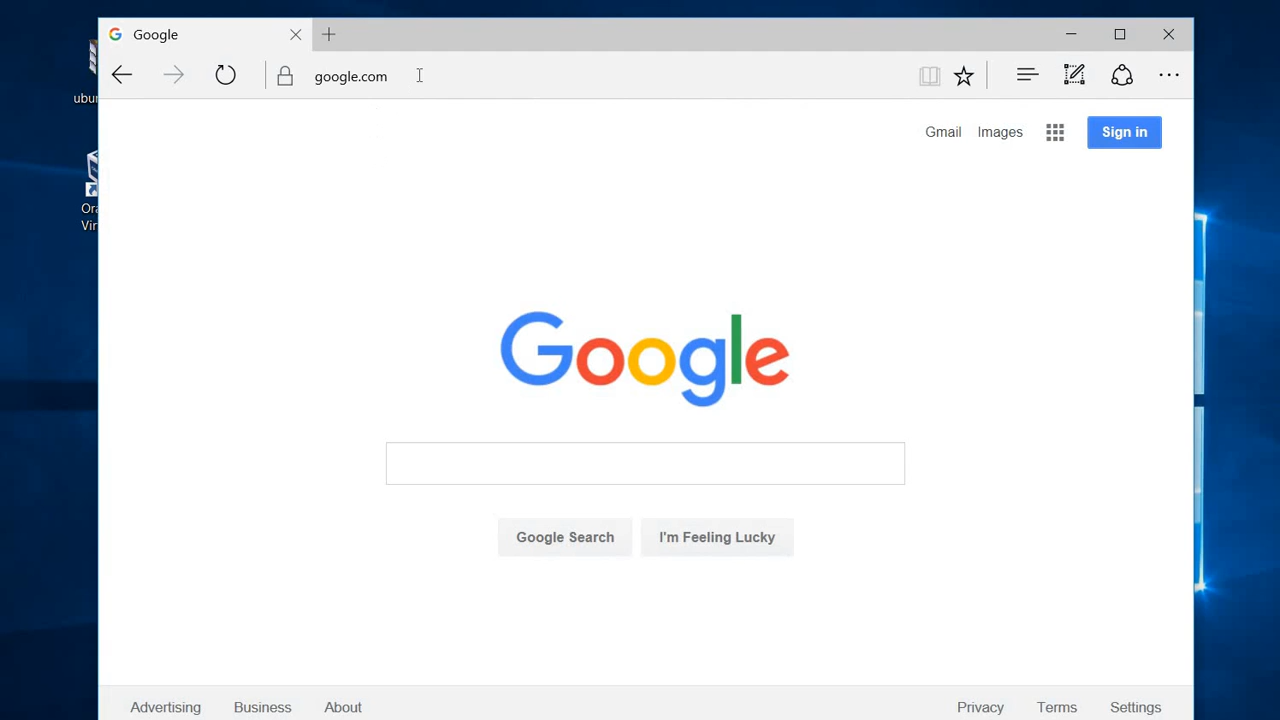 Google
google.com
Gmail Images Sign in
Google
Google Search I'm Feeling Lucky
Advertising Business About Privacy Terms Settings